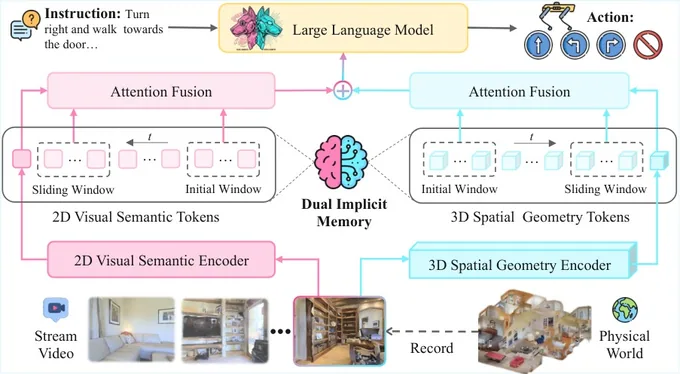 Instruction: Turn
right and walk towards
the door…
Large Language Model
Action:
Attention Fusion
Attention Fusion
t
t
Sliding Window
Initial Window
Initial Window
Sliding Window
2D Visual Semantic Tokens
Dual Implicit
Memory
3D Spatial Geometry Tokens
2D Visual Semantic Encoder
3D Spatial Geometry Encoder
Stream
Video
Record
Physical
World